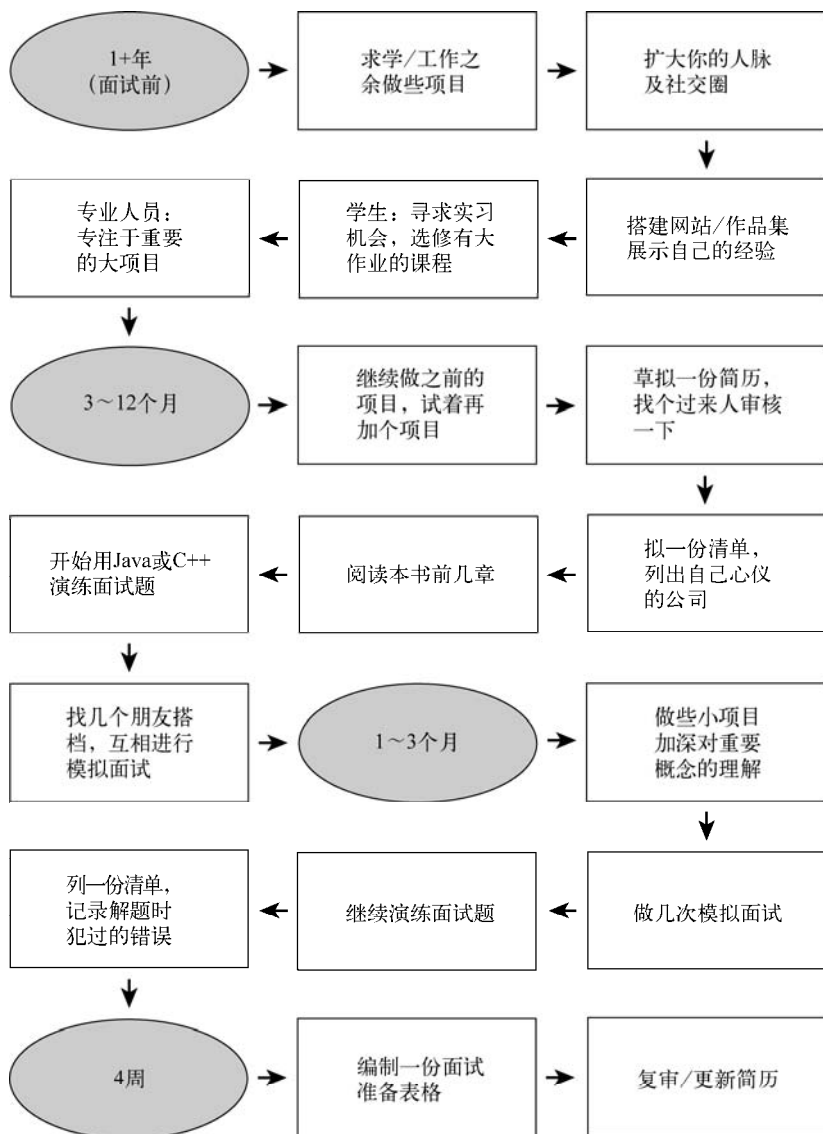 1+年
（面试前）
求学/工作之
余做些项目
扩大你的人脉
及社交圈
搭建网站/作品集
展示自己的经验
学生：寻求实习
机会，选修有大
作业的课程
专业人员：
专注于重要
的大项目
3～12个月
继续做之前的
项目，试着再
加个项目
草拟一份简历，
找个过来人审核
一下
拟一份清单，
列出自己心仪
的公司
阅读本书前几章
开始用Java或C++
演练面试题
找几个朋友搭
档，互相进行
模拟面试
1～3个月
做些小项目
加深对重要
概念的理解
做几次模拟面试
继续演练面试题
列一份清单，
记录解题时
犯过的错误
4周
编制一份面试
准备表格
复审/更新简历